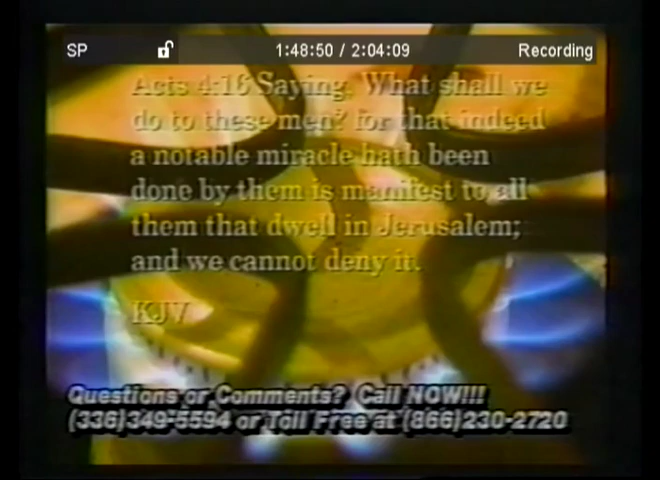 SP 1:48:50 / 2:04:09 Recording
Acts 4:16 Saying, What shall we
do to these men? for that indeed
a notable miracle hath been
done by them is manifest to all
them that dwell in Jerusalem;
and we cannot deny it.
KJV
Questions or Comments? Call NOW!!!
(336)349-5594 or Toll Free at (866)230-2720